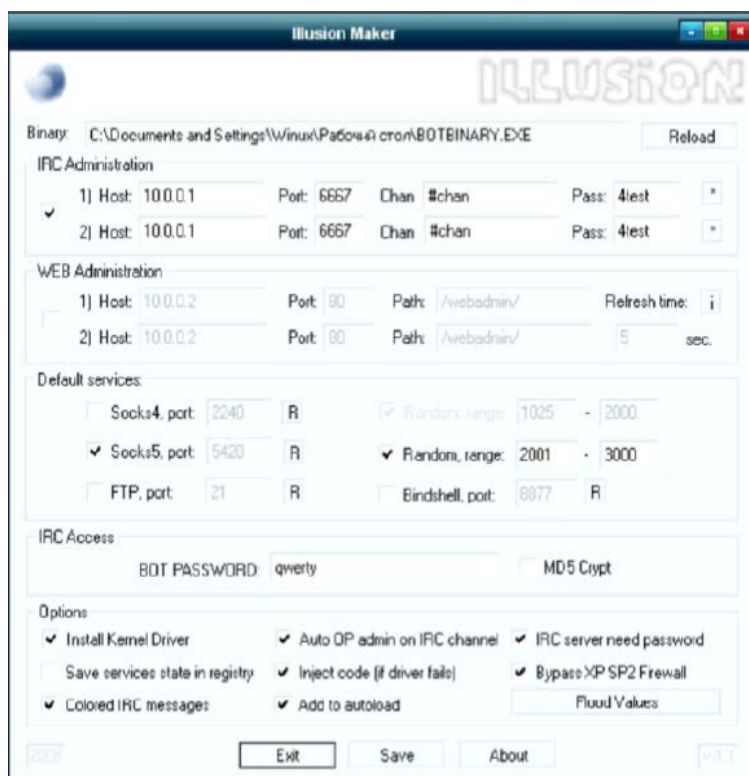 Illusion Maker
ILLUSION
Binary: C:\Documents and Settings\Winux\Рабочий стол\BOTBINARY.EXE Reload
IRC Administration
1) Host: 10.0.0.1 Port: 6667 Chan #chan Pass: 4test *
2) Host: 10.0.0.1 Port: 6667 Chan #chan Pass: 4test *
WEB Administration
1) Host: 10.0.0.2 Port: 80 Path: /webadmin/ Refresh time: i
2) Host: 10.0.0.2 Port: 80 Path: /webadmin/ 5 sec.
Default services:
Socks4, port: 2240 R Random, range: 1025 - 2000
Socks5, port: 5420 R Random, range: 2001 - 3000
FTP, port: 21 R Bindshell, port: 8877 R
IRC Access
BOT PASSWORD: qwerty MD5 Crypt
Options
Install Kernel Driver Auto OP admin on IRC channel IRC server need password
Save services state in registry Inject code (if driver fails) Bypass XP SP2 Firewall
Colored IRC messages Add to autoload Flood Values
Exit Save About v.1.1